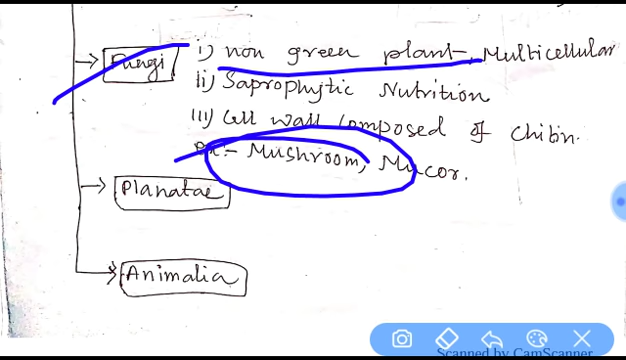 Fungi i) non green plant, Multicellular
ii) Saprophytic Nutrition
iii) Cell wall composed of chitin.
ex:- Mushroom, Mucor.
Planatae
Animalia
Scanned by CamScanner